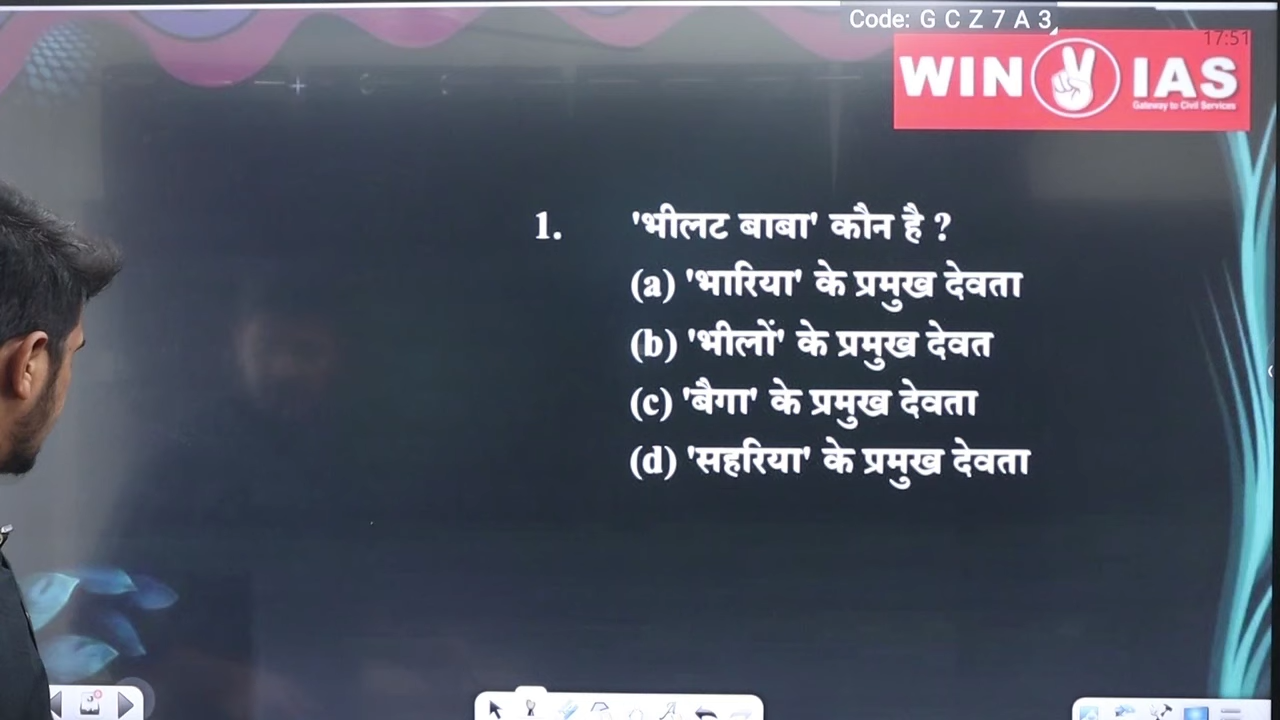 Code: G C Z 7 A 3
17:51
WIN IAS
Gateway to Civil Services
1. 'भीलट बाबा' कौन है ?
(a) 'भारिया' के प्रमुख देवता
(b) 'भीलों' के प्रमुख देवत
(c) 'बैगा' के प्रमुख देवता
(d) 'सहरिया' के प्रमुख देवता